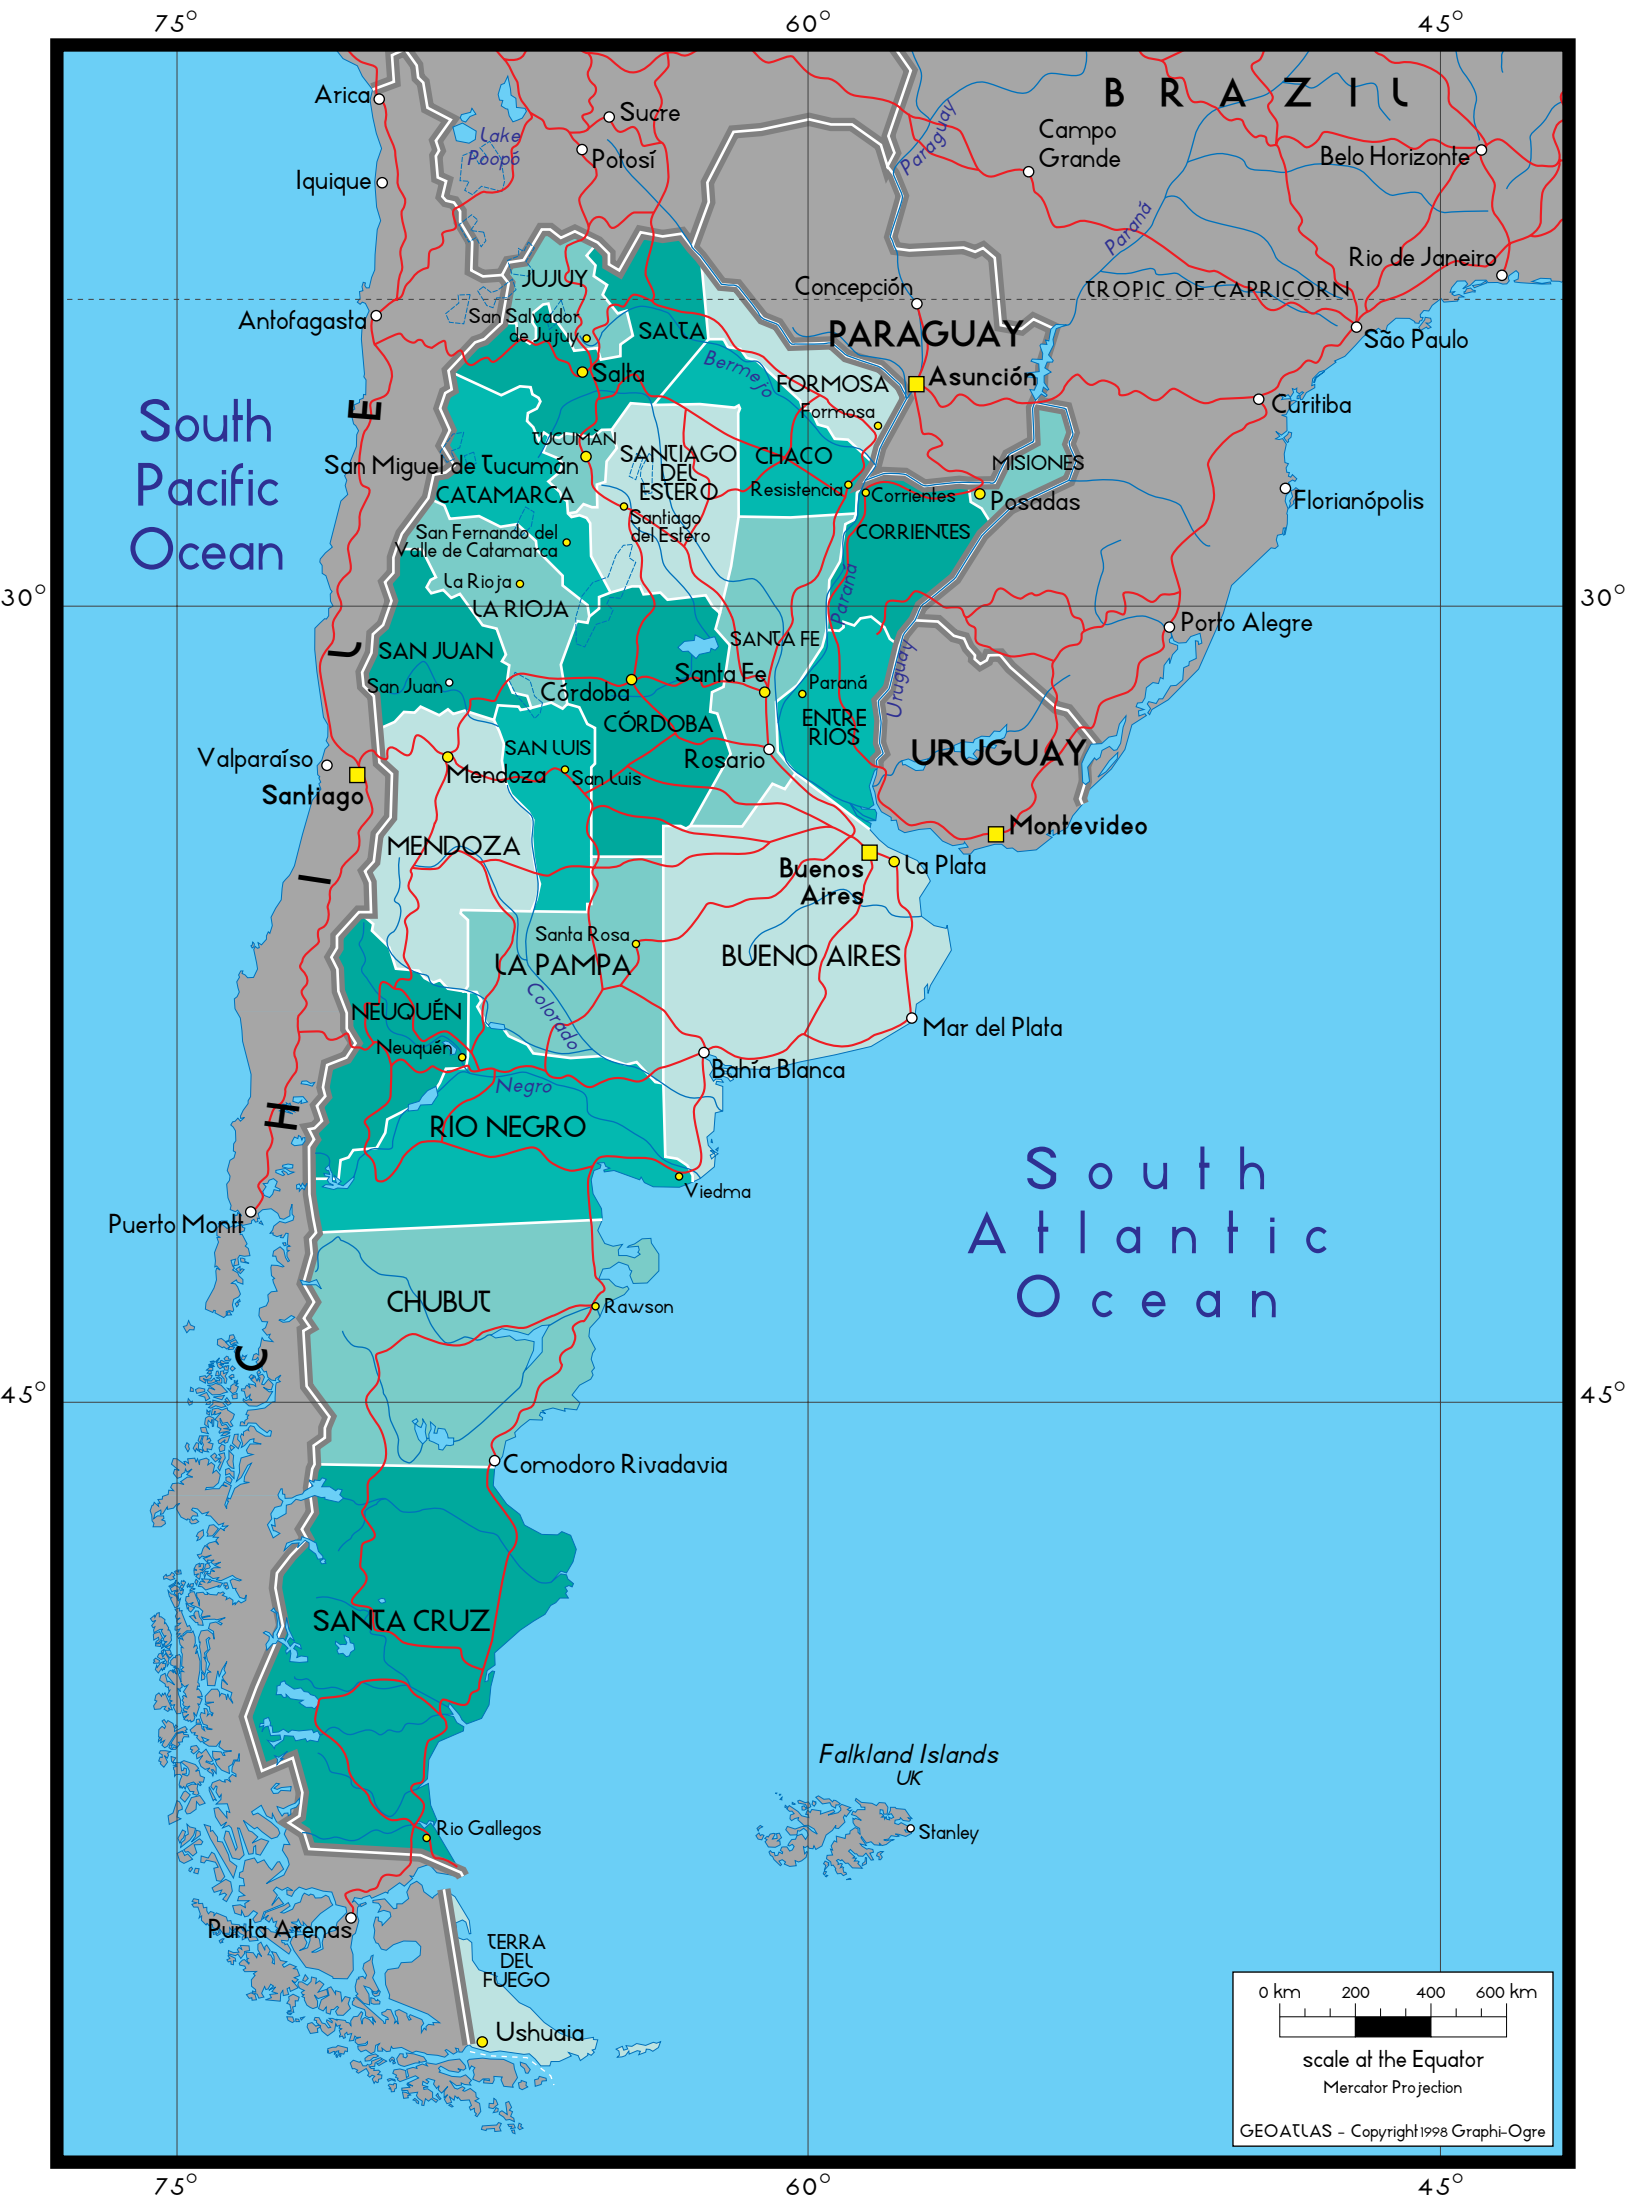 75°
60°
45°
Arica
Sucre
Lake
Poopó
Potosí
Iquique
BRAZIL
Campo
Grande
Belo Horizonte
Paraguay
Paraná
Rio de Janeiro
JUJUY
Concepción
TROPIC OF CAPRICORN
Antofagasta
San Salvador
de Jujuy
SALTA
PARAGUAY
São Paulo
Salta
Bermejo
FORMOSA
Asunción
Formosa
Curitiba
South
Pacific
Ocean
TUCUMÀN
San Miguel de Tucumán
SANTIAGO
DEL
ESTERO
CHACO
MISIONES
CATAMARCA
Resistencia
Corrientes
Posadas
Florianópolis
Santiago
del Estero
San Fernando del
Valle de Catamarca
CORRIENTES
La Rioja
LA RIOJA
Paraná
30°
30°
Porto Alegre
SAN JUAN
SANTA FE
San Juan
Córdoba
Santa Fe
Paraná
Uruguay
CÓRDOBA
ENTRE
RIOS
SAN LUIS
Rosario
URUGUAY
Valparaíso
Mendoza
San Luis
Santiago
Montevideo
MENDOZA
Buenos
Aires
La Plata
Santa Rosa
LA PAMPA
BUENO AIRES
Colorado
NEUQUÉN
Mar del Plata
Neuquén
Bahía Blanca
Negro
RIO NEGRO
CHILE
Viedma
Puerto Montt
South
Atlantic
Ocean
CHUBUT
Rawson
45°
45°
Comodoro Rivadavia
SANTA CRUZ
Falkland Islands
UK
Rio Gallegos
Stanley
Punta Arenas
TERRA
DEL
FUEGO
Ushuaia
0 km 200 400 600 km
scale at the Equator
Mercator Projection
GEOATLAS - Copyright1998 Graphi-Ogre
75°
60°
45°